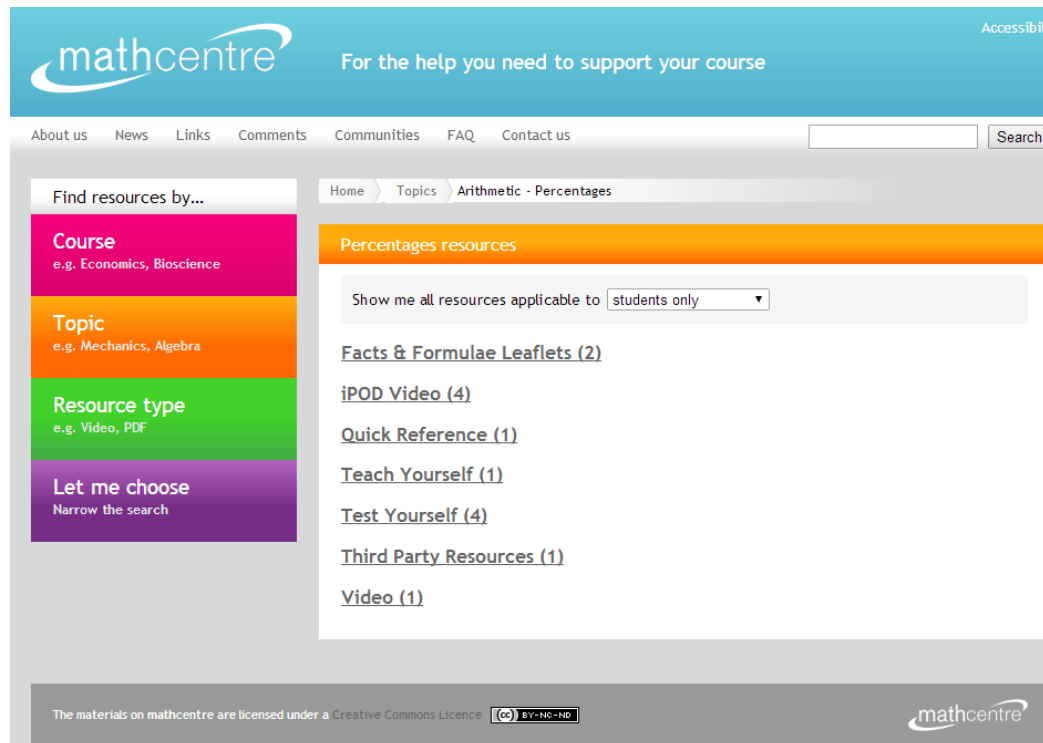 Accessibil
mathcentre
For the help you need to support your course
About us News Links Comments Communities FAQ Contact us Search
Find resources by...
Course
e.g. Economics, Bioscience
Topic
e.g. Mechanics, Algebra
Resource type
e.g. Video, PDF
Let me choose
Narrow the search
Home Topics Arithmetic - Percentages
Percentages resources
Show me all resources applicable to students only
Facts & Formulae Leaflets (2)
iPOD Video (4)
Quick Reference (1)
Teach Yourself (1)
Test Yourself (4)
Third Party Resources (1)
Video (1)
The materials on mathcentre are licensed under a Creative Commons Licence (cc) BY-NC-ND
mathcentre